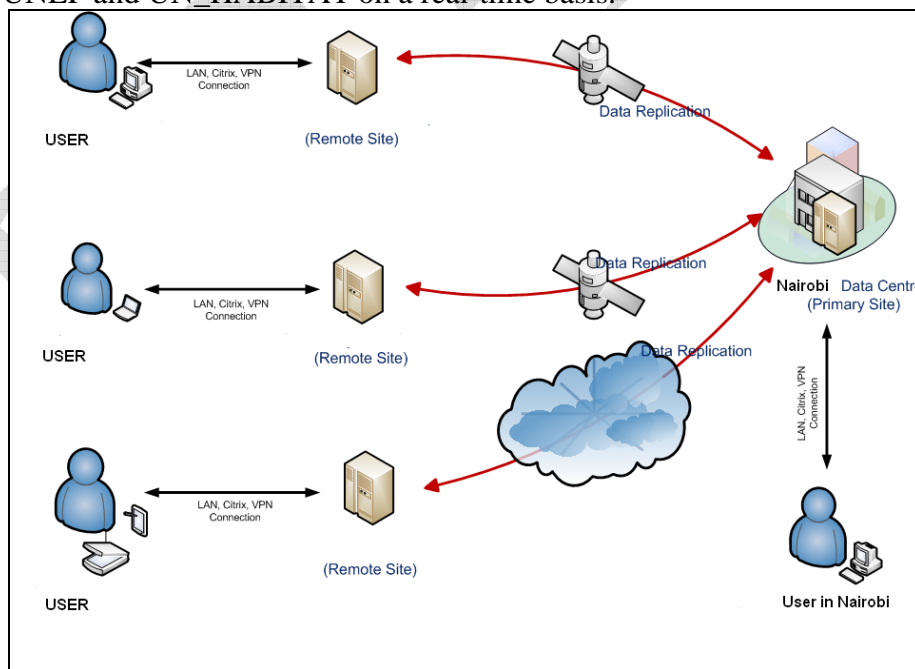 UNEP and UN_HABITAT on a real-time basis.
LAN, Citrix, VPN
Connection
USER
(Remote Site)
Data Replication
LAN, Citrix, VPN
Connection
USER
(Remote Site)
Data Replication
Nairobi Data Centr
(Primary Site)
Data Replication
LAN, Citrix, VPN
Connection
LAN, Citrix, VPN
Connection
(Remote Site)
USER
User in Nairobi